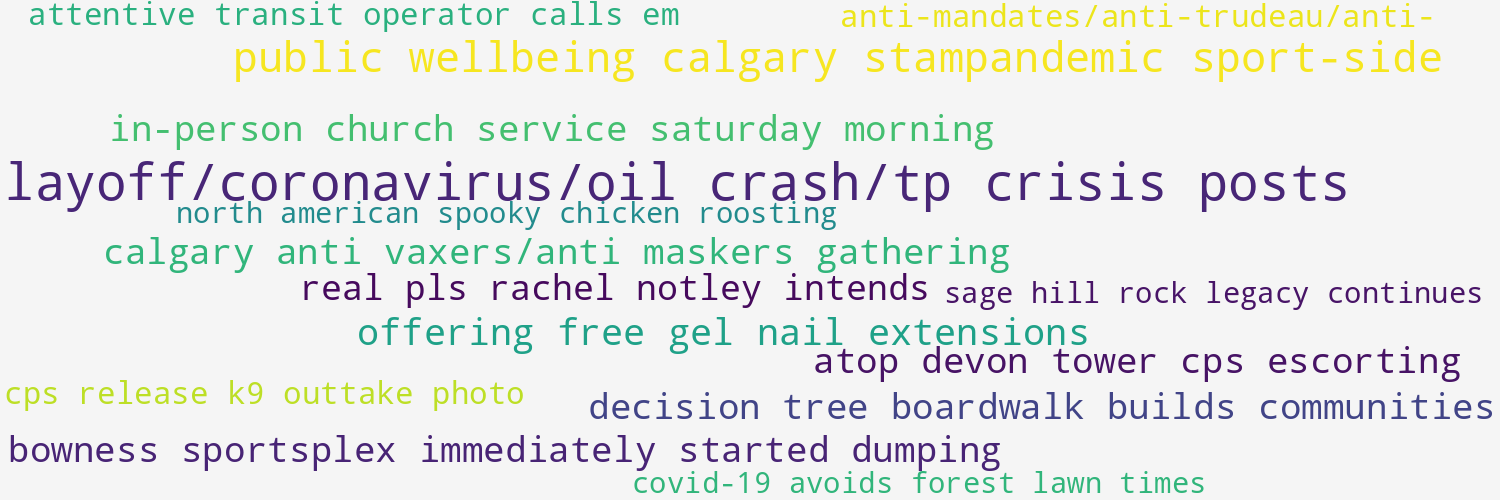 attentive transit operator calls em
anti-mandates/anti-trudeau/anti-
public wellbeing calgary stampandemic sport-side
in-person church service saturday morning
layoff/coronavirus/oil crash/tp crisis posts
north american spooky chicken roosting
calgary anti vaxers/anti maskers gathering
real pls rachel notley intends
sage hill rock legacy continues
offering free gel nail extensions
atop devon tower cps escorting
cps release k9 outtake photo
decision tree boardwalk builds communities
bowness sportsplex immediately started dumping
covid-19 avoids forest lawn times